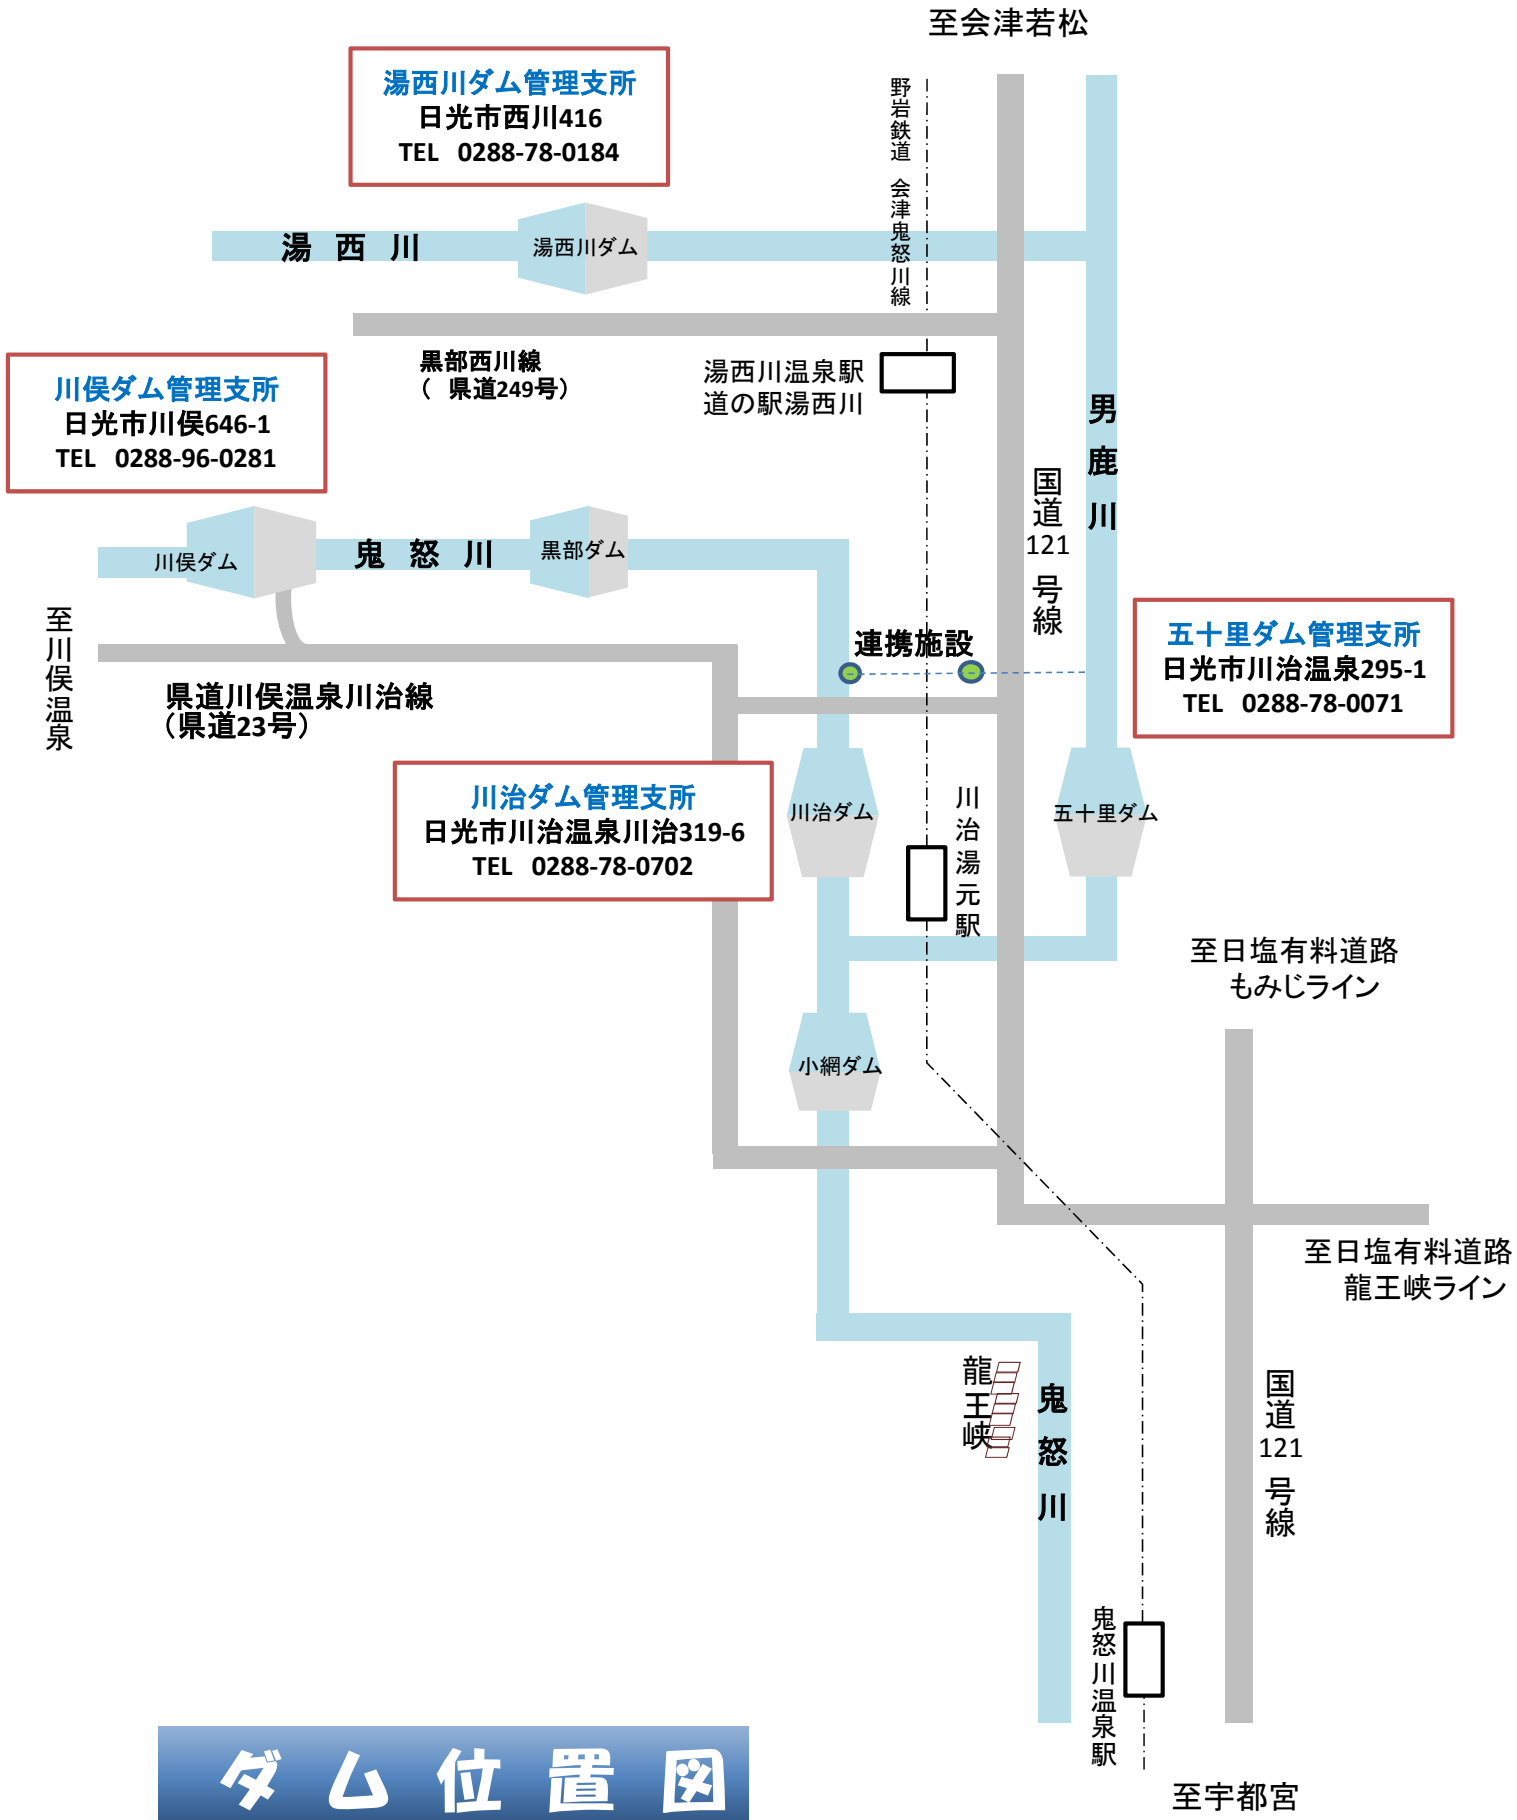 至会津若松
湯西川ダム管理支所
日光市西川416
TEL 0288-78-0184
野岩鉄道 会津鬼怒川線
湯 西 川
湯西川ダム
黒部西川線
（ 県道249号）
湯西川温泉駅
道の駅湯西川
川俣ダム管理支所
日光市川俣646-1
TEL 0288-96-0281
男鹿川
国道121号線
川俣ダム
鬼 怒 川
黒部ダム
至川俣温泉
連携施設
五十里ダム管理支所
日光市川治温泉295-1
TEL 0288-78-0071
県道川俣温泉川治線
（県道23号）
川治ダム管理支所
日光市川治温泉川治319-6
TEL 0288-78-0702
川治ダム
川治湯元駅
五十里ダム
至日塩有料道路
もみじライン
小網ダム
至日塩有料道路
龍王峡ライン
龍王峡
鬼怒川
国道121号線
鬼怒川温泉駅
ダム位置図
至宇都宮